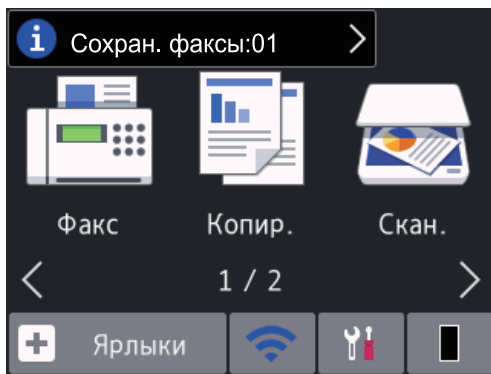 Сохран. факсы:01
Факс
Копир.
Скан.
1 / 2
Ярлыки